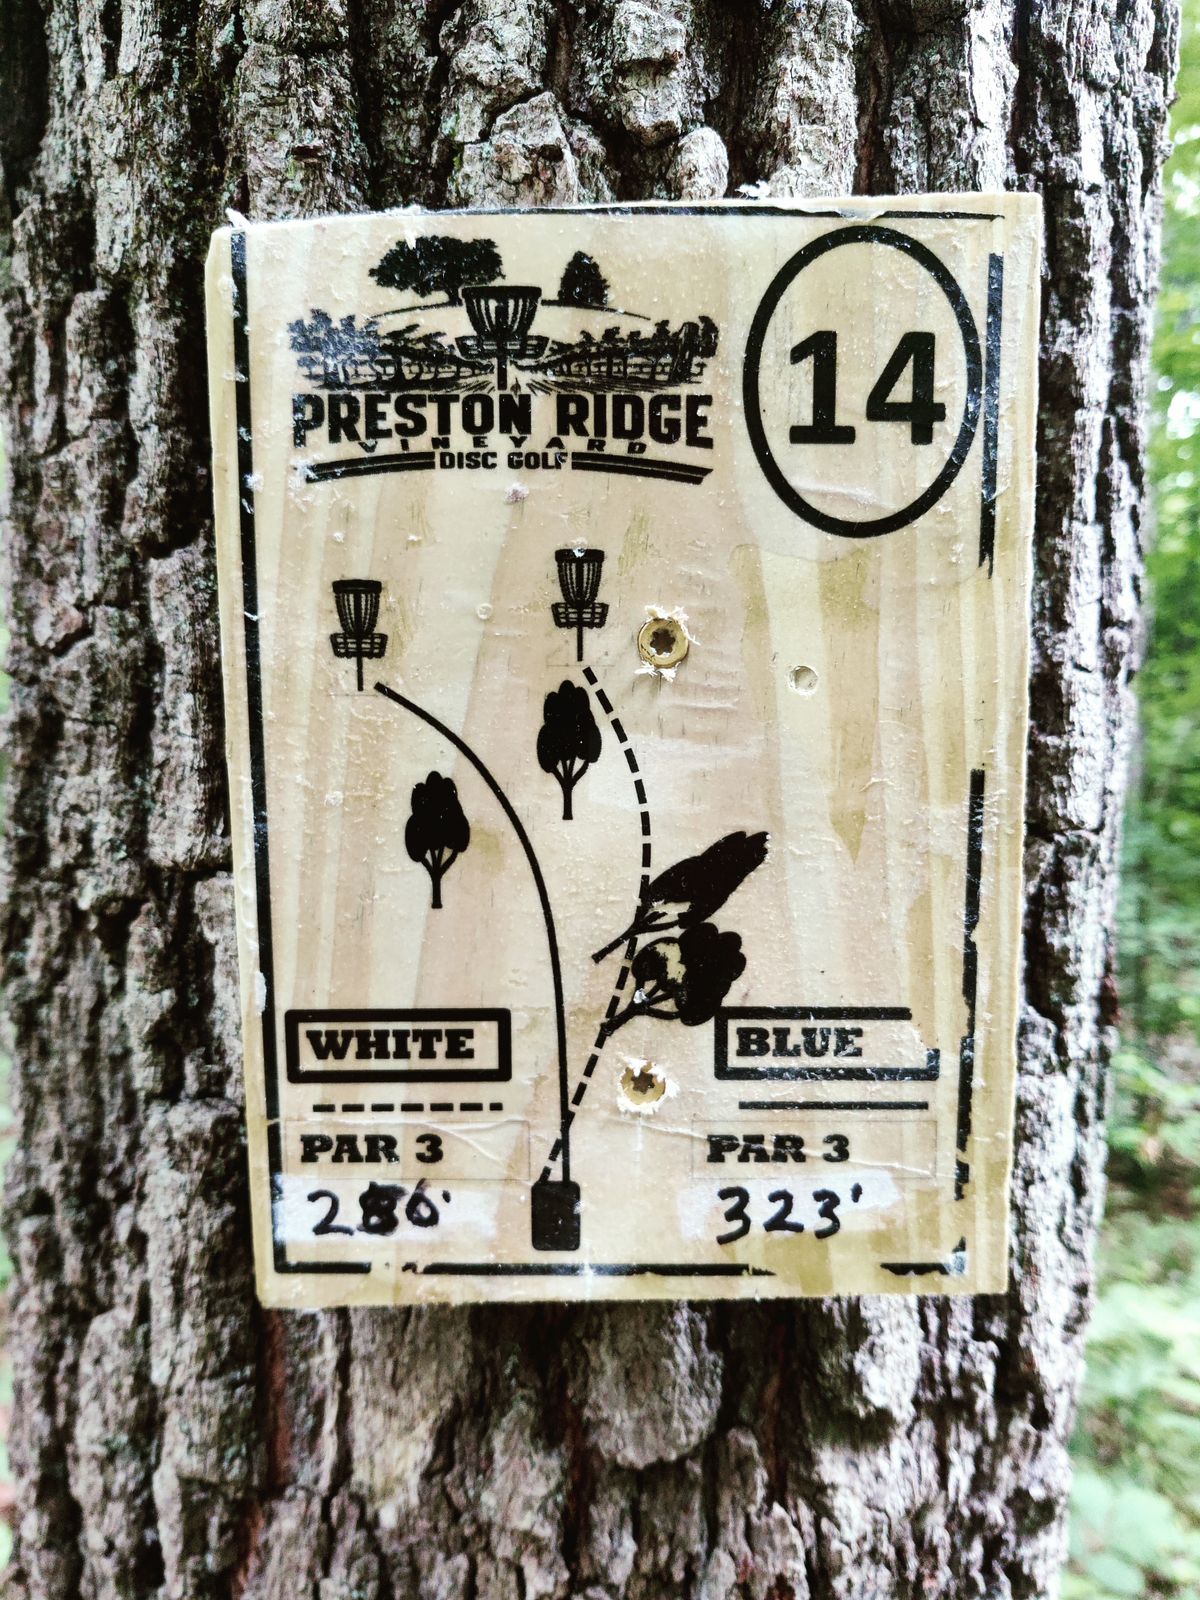 PRESTON RIDGE
VINEYARD
DISC GOLF
14
WHITE
PAR 3
BLUE
PAR 3
323'